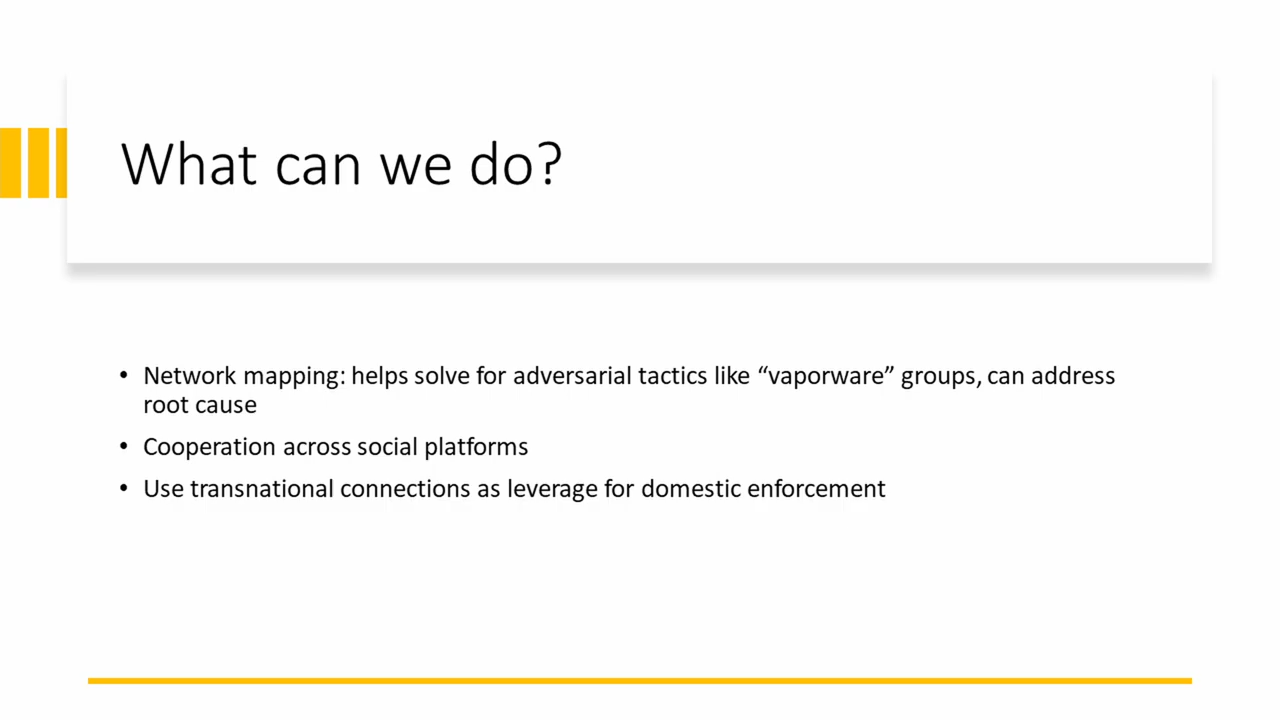 What can we do?
• Network mapping: helps solve for adversarial tactics like “vaporware” groups, can address
root cause
• Cooperation across social platforms
• Use transnational connections as leverage for domestic enforcement